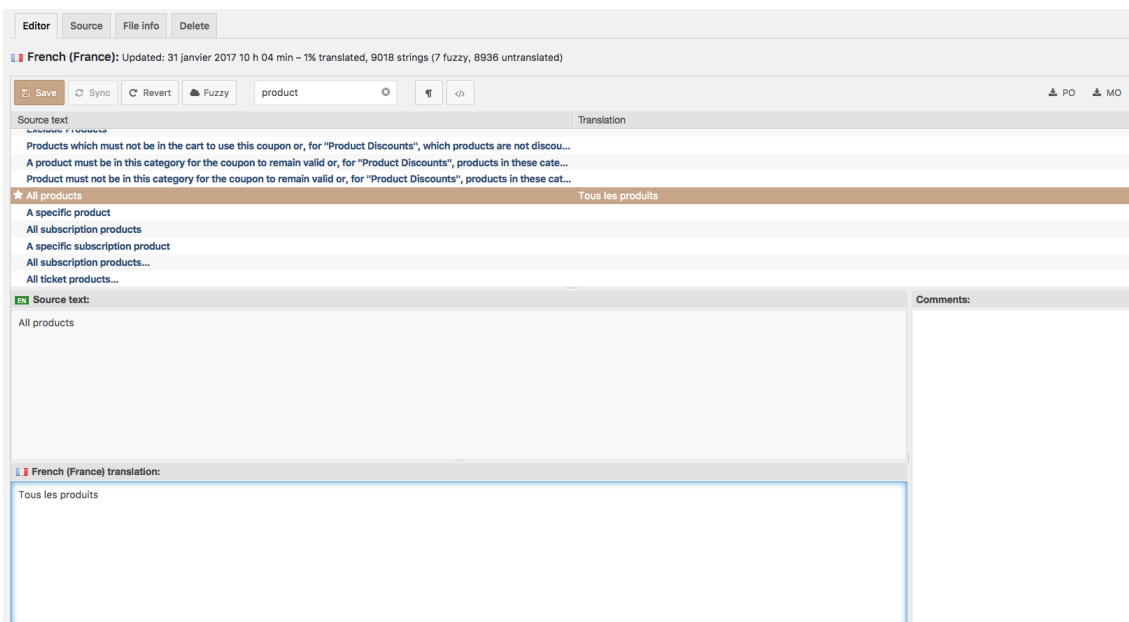 Editor Source File info Delete
French (France): Updated: 31 janvier 2017 10 h 04 min – 1% translated, 9018 strings (7 fuzzy, 8936 untranslated)
Save Sync Revert Fuzzy product ¶ </> PO MO
Source text Translation
Exclude Products
Products which must not be in the cart to use this coupon or, for "Product Discounts", which products are not discou...
A product must be in this category for the coupon to remain valid or, for "Product Discounts", products in these cate...
Product must not be in this category for the coupon to remain valid or, for "Product Discounts", products in these cat...
All products Tous les produits
A specific product
All subscription products
A specific subscription product
All subscription products...
All ticket products...
EN Source text: Comments:
All products
French (France) translation:
Tous les produits